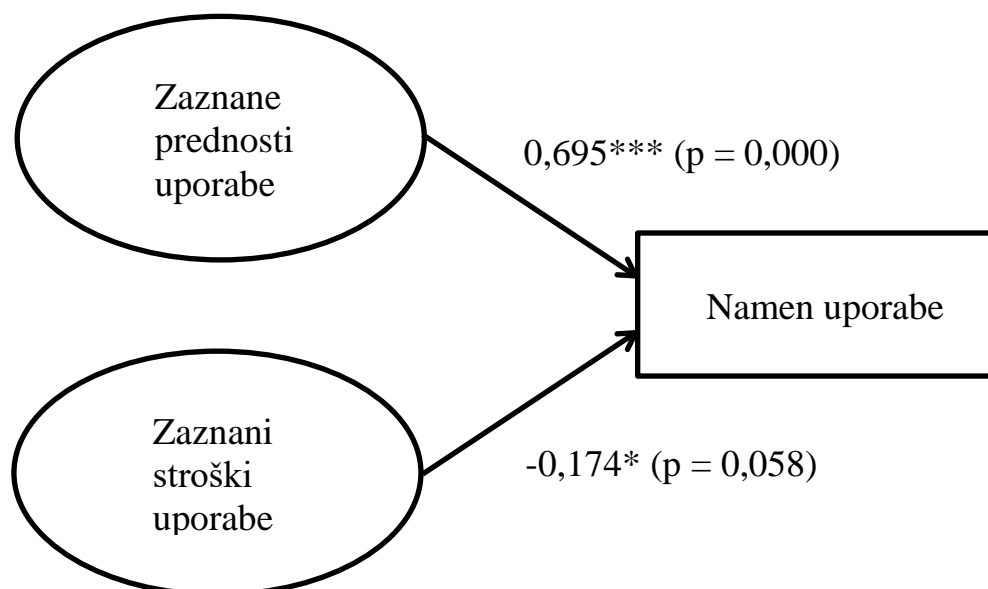 Zaznane
prednosti
uporabe
0,695*** (p = 0,000)
Namen uporabe
Zaznani
stroški
uporabe
-0,174* (p = 0,058)